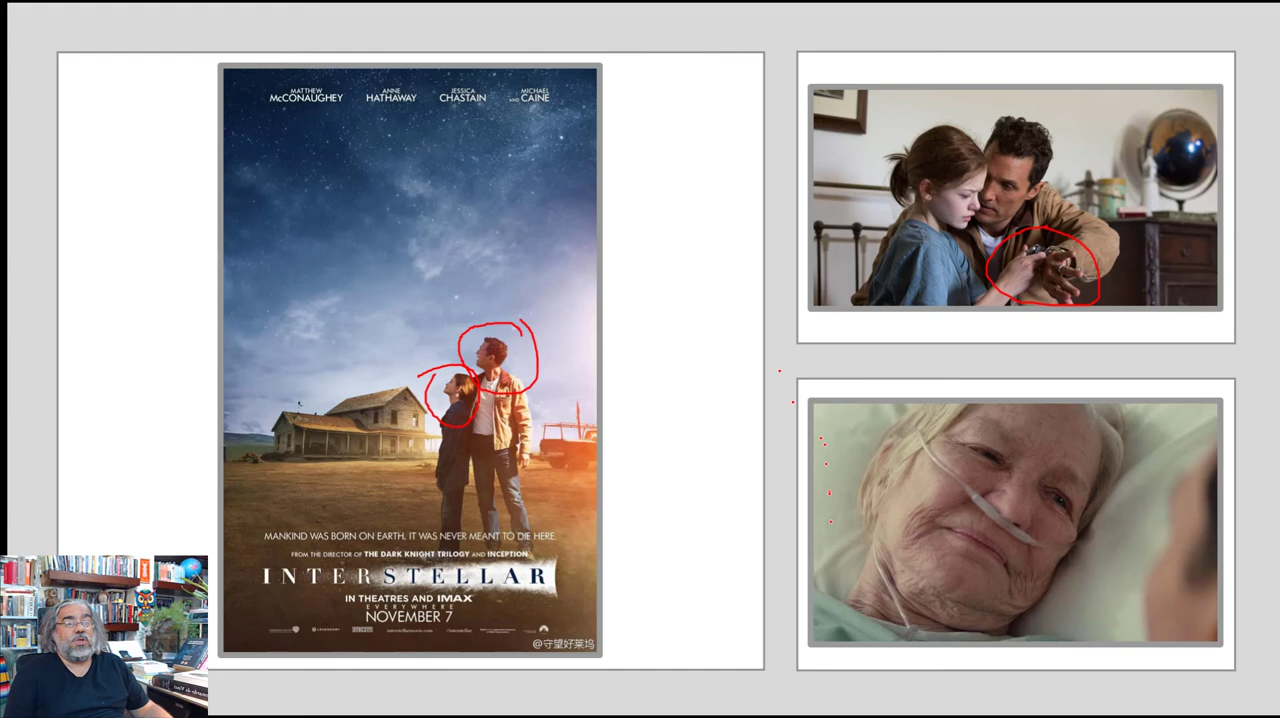 MATTHEW ANNE JESSICA MICHAEL
McCONAUGHEY HATHAWAY CHASTAIN AND CAINE
MANKIND WAS BORN ON EARTH. IT WAS NEVER MEANT TO DIE HERE.
FROM THE DIRECTOR OF THE DARK KNIGHT TRILOGY AND INCEPTION
INTERSTELLAR
IN THEATRES AND IMAX
EVERYWHERE
NOVEMBER 7
@守望好莱坞